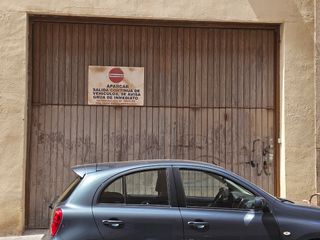 APARCAR
SALIDA CONTINUA DE
VEHICULOS, SE AVISA
GRUA DE INMEDIATO